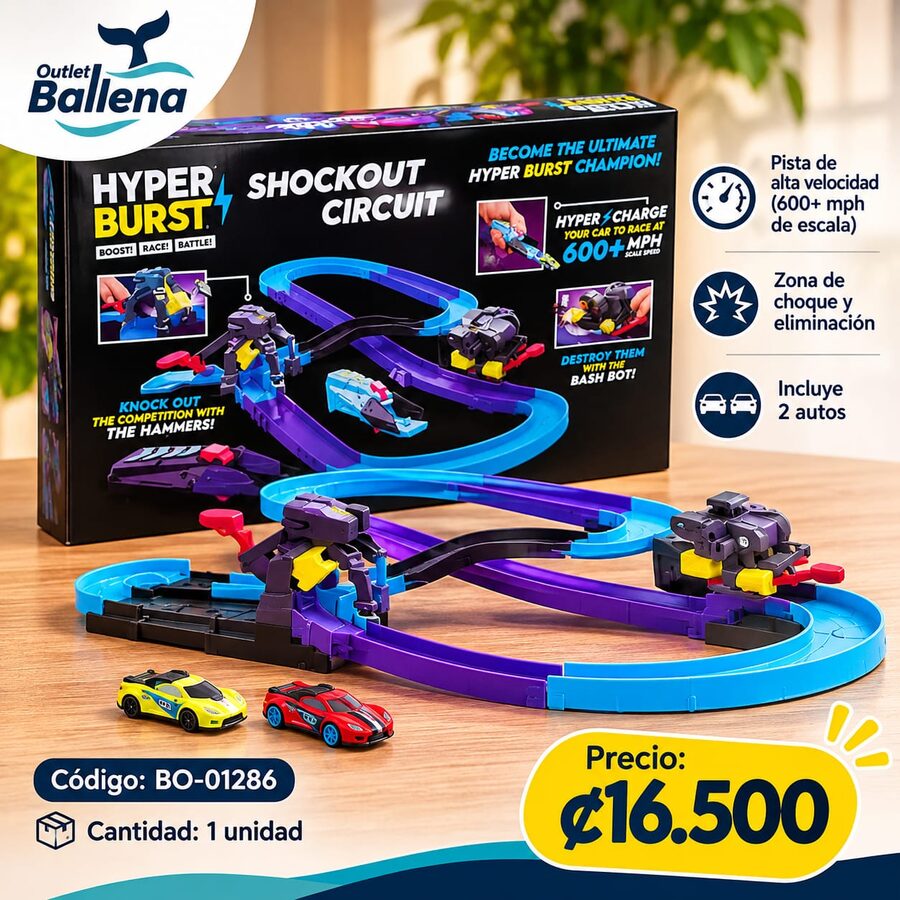 Outlet
Ballena
HYPER
BURST
BOOST! RACE! BATTLE!
SHOCKOUT
CIRCUIT
BECOME THE ULTIMATE
HYPER BURST CHAMPION!
HYPER CHARGE
YOUR CAR TO RACE AT
600+ MPH
SCALE SPEED
DESTROY THEM
WITH THE
BASH BOT!
KNOCK OUT
THE COMPETITION WITH
THE HAMMERS!
Pista de
alta velocidad
(600+ mph
de escala)
Zona de
choque y
eliminación
Incluye
2 autos
Código: BO-01286
Cantidad: 1 unidad
Precio:
₡16.500